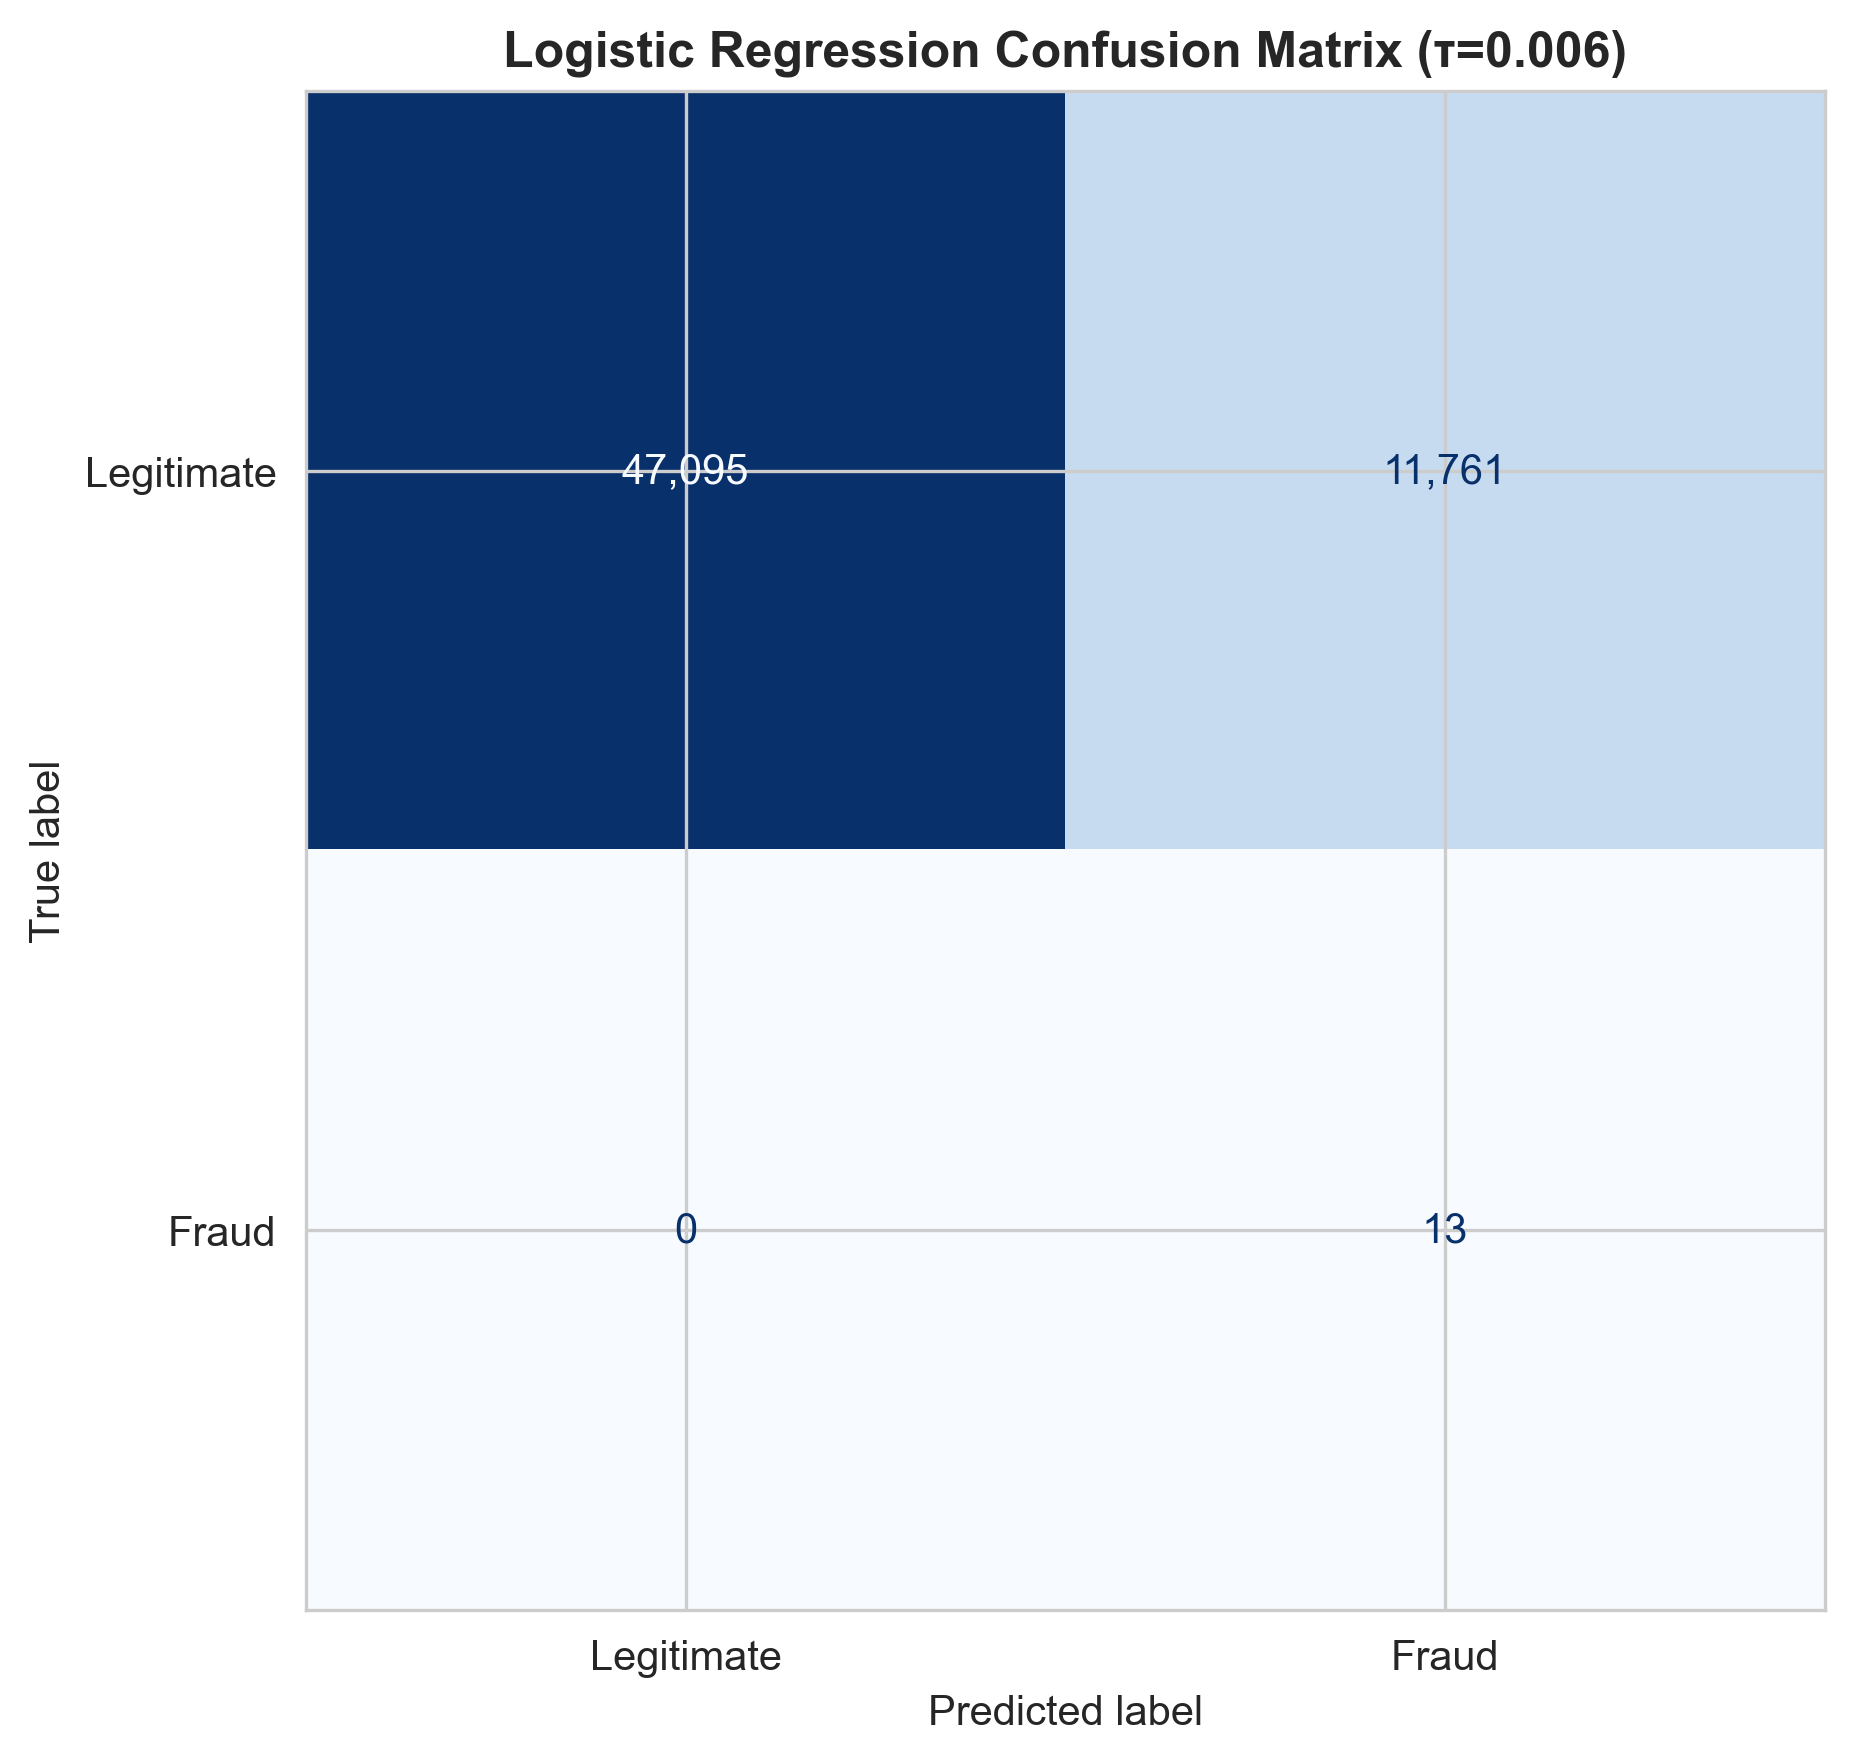 Logistic Regression Confusion Matrix (τ=0.006)
True label
Legitimate
47,095
11,761
Fraud
0
13
Legitimate
Fraud
Predicted label